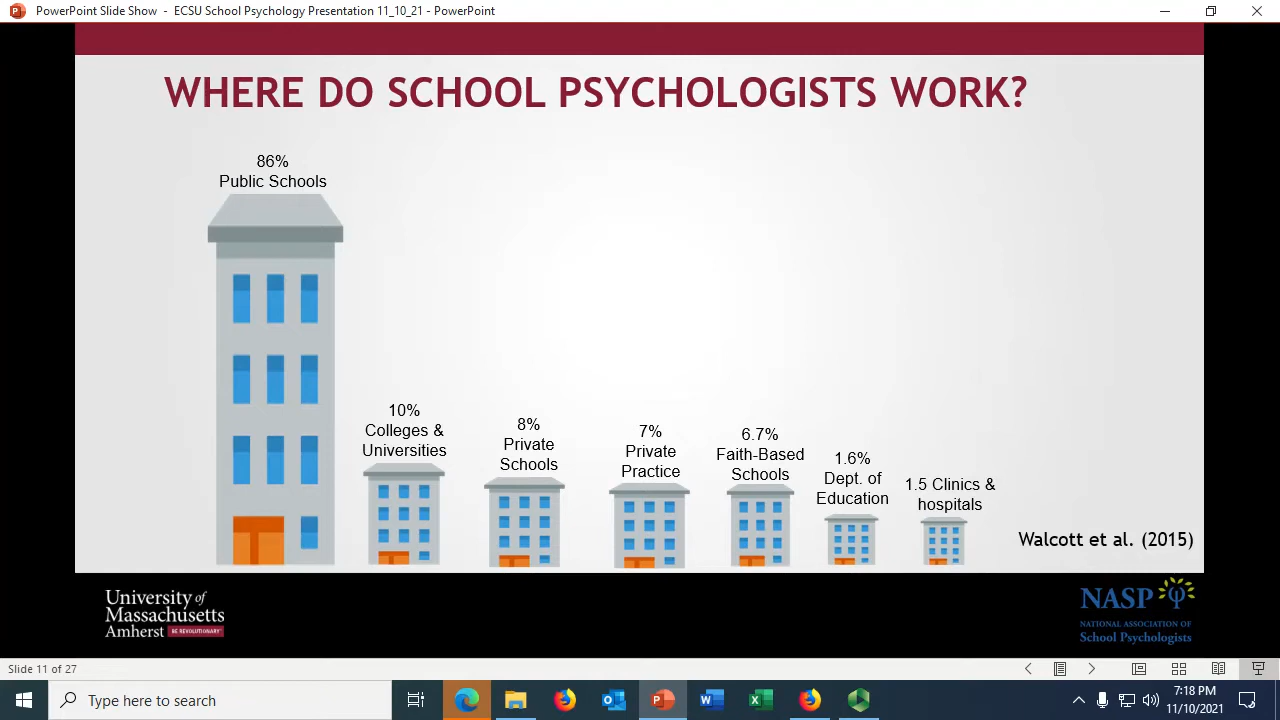 PowerPoint Slide Show  -  ECSU School Psychology Presentation 11_10_21 - PowerPoint
WHERE DO SCHOOL PSYCHOLOGISTS WORK?
86%
Public Schools
10%
Colleges &
Universities
8%
Private
Schools
7%
Private
Practice
6.7%
Faith-Based
Schools
1.6%
Dept. of
Education
1.5 Clinics &
hospitals
Walcott et al. (2015)
University of
Massachusetts
Amherst BE REVOLUTIONARY™
NASP
NATIONAL ASSOCIATION OF
School Psychologists
Slide 11 of 27
Type here to search
7:18 PM
11/10/2021